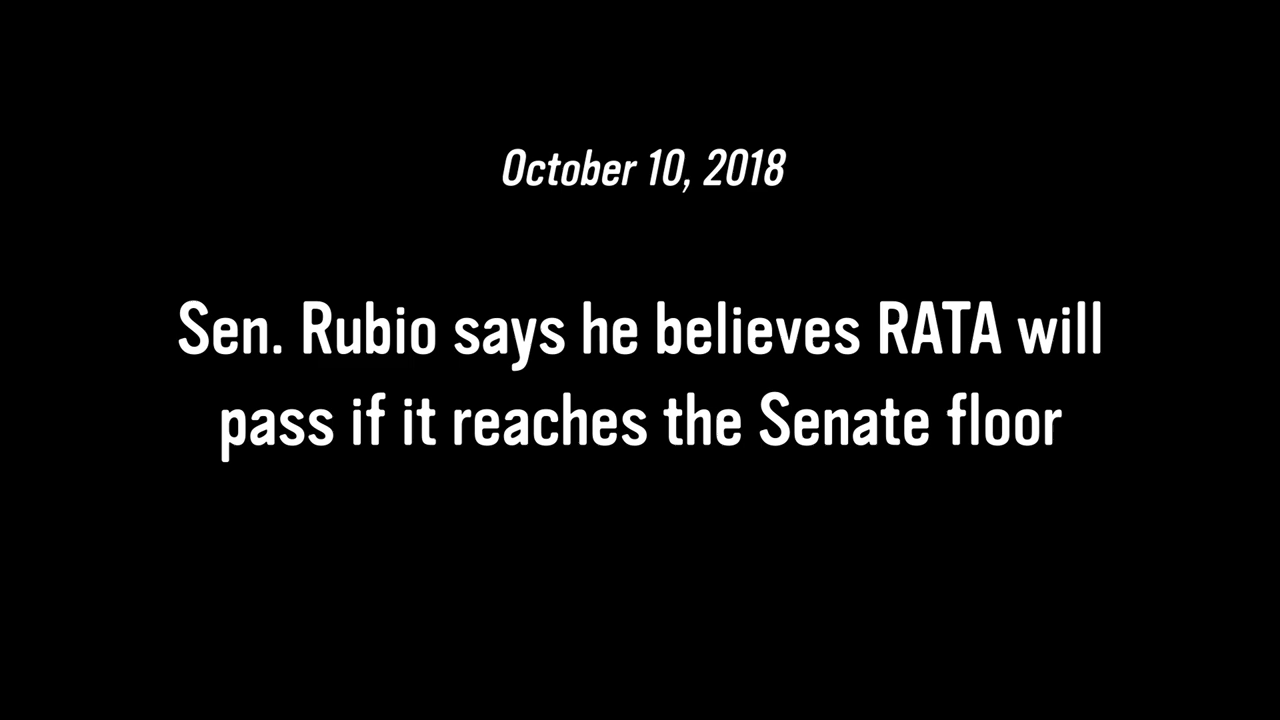 October 10, 2018
Sen. Rubio says he believes RATA will
pass if it reaches the Senate floor